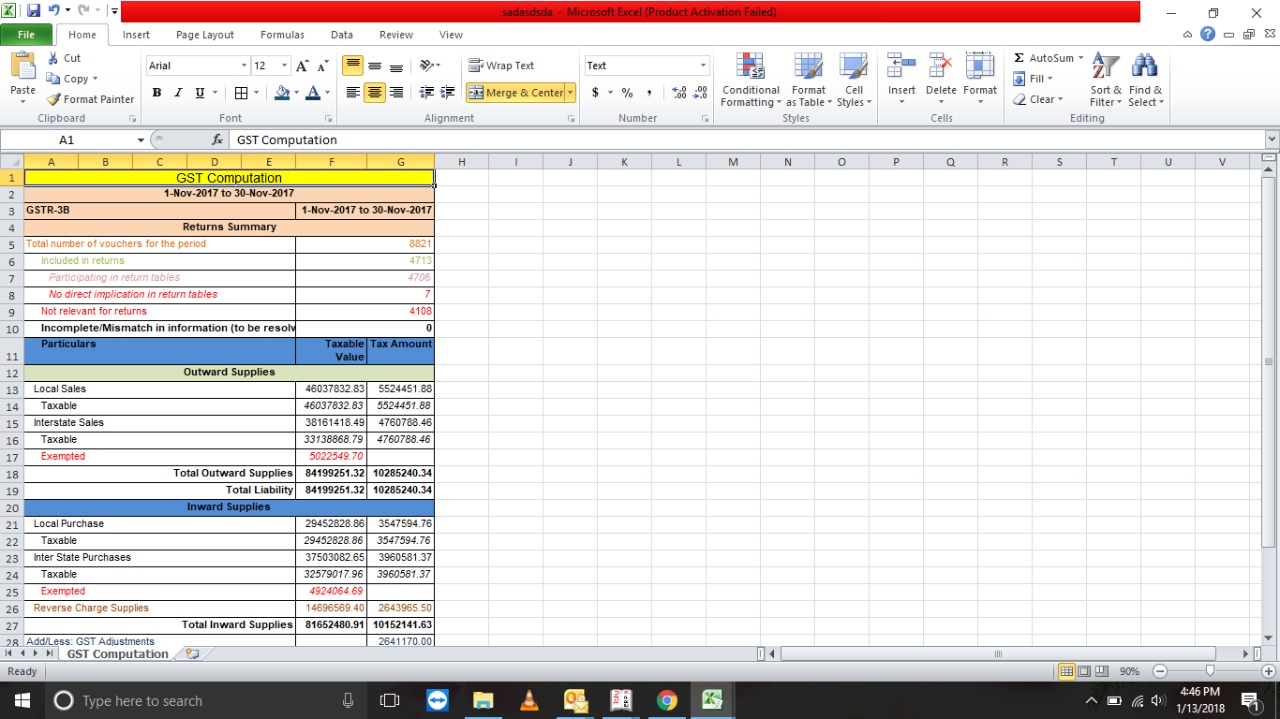 sadasdsda - Microsoft Excel (Product Activation Failed)
File Home Insert Page Layout Formulas Data Review View
Paste
Cut
Copy
Format Painter
Clipboard
Arial 12
B I U
Font
Wrap Text
Merge & Center
Alignment
Text
$ % ,
Number
Conditional Formatting
Format as Table
Cell Styles
Styles
Insert Delete Format
Cells
Σ AutoSum
Fill
Clear
Sort & Filter
Find & Select
Editing
A1 fx GST Computation
A B C D E F G H I J K L M N O P Q R S T U V
1 GST Computation
2 1-Nov-2017 to 30-Nov-2017
3 GSTR-3B 1-Nov-2017 to 30-Nov-2017
4 Returns Summary
5 Total number of vouchers for the period 8821
6 Included in returns 4713
7 Participating in return tables 4706
8 No direct implication in return tables 7
9 Not relevant for returns 4108
10 Incomplete/Mismatch in information (to be resolv 0
11 Particulars Taxable Value Tax Amount
12 Outward Supplies
13 Local Sales 46037832.83 5524451.88
14 Taxable 46037832.83 5524451.88
15 Interstate Sales 38161418.49 4760788.46
16 Taxable 33138868.79 4760788.46
17 Exempted 5022549.70
18 Total Outward Supplies 84199251.32 10285240.34
19 Total Liability 84199251.32 10285240.34
20 Inward Supplies
21 Local Purchase 29452828.86 3547594.76
22 Taxable 29452828.86 3547594.76
23 Inter State Purchases 37503082.65 3960581.37
24 Taxable 32579017.96 3960581.37
25 Exempted 4924064.69
26 Reverse Charge Supplies 14696569.40 2643965.50
27 Total Inward Supplies 81652480.91 10152141.63
28 Add/Less: GST Adjustments 2641170.00
GST Computation
Ready 90%
Type here to search
4:46 PM
1/13/2018